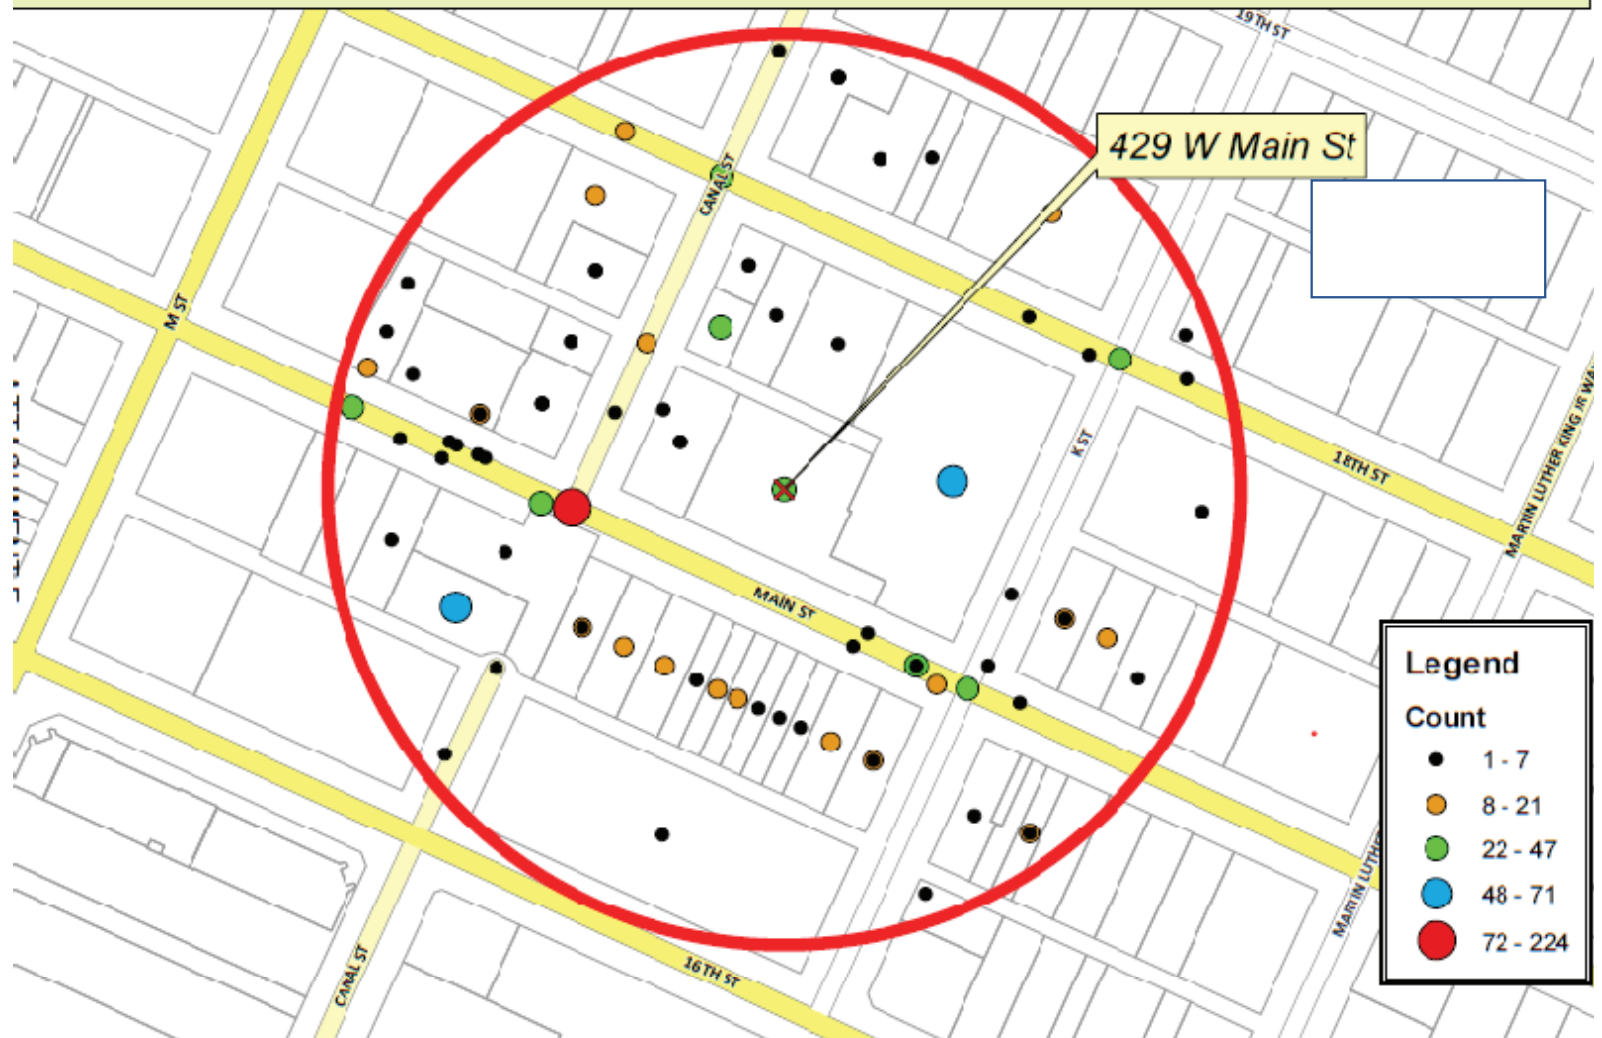 19TH ST
429 W Main St
CANAL ST
M ST
K ST
18TH ST
MARTIN LUTHER KING JR WA
MAIN ST
Legend
Count
1 - 7
8 - 21
22 - 47
48 - 71
72 - 224
MARTIN LUTHER
16TH ST
CANAL ST